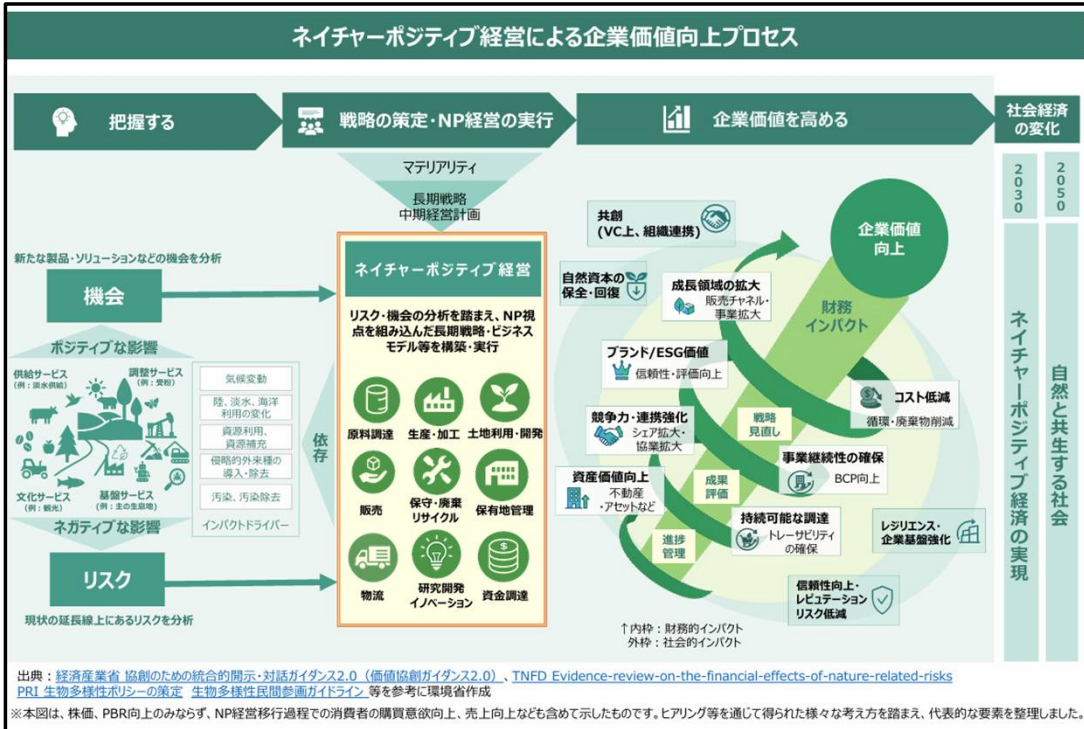 ネイチャーポジティブ経営による企業価値向上プロセス
把握する
戦略の策定・NP経営の実行
企業価値を高める
社会経済
の変化
マテリアリティ
長期戦略
中期経営計画
2030
2050
ネイチャーポジティブ経済の実現
自然と共生する社会
新たな製品・ソリューションなどの機会を分析
機会
ポジティブな影響
供給サービス
(例：淡水供給)
調整サービス
(例：受粉)
文化サービス
(例：観光)
基盤サービス
(例：主の生息地)
ネガティブな影響
リスク
現状の延長線上にあるリスクを分析
気候変動
陸、淡水、海洋
利用の変化
資源利用、
資源補充
侵略的外来種の
導入・除去
汚染、汚染除去
インパクトドライバー
依存
ネイチャーポジティブ経営
リスク・機会の分析を踏まえ、NP視
点を組み込んだ長期戦略・ビジネス
モデル等を構築・実行
原料調達
生産・加工
土地利用・開発
販売
保守・廃棄
リサイクル
保有地管理
物流
研究開発
イノベーション
資金調達
共創
(VC上、組織連携)
自然資本の
保全・回復
企業価値
向上
成長領域の拡大
販売チャネル・
事業拡大
財務
インパクト
ブランド/ESG価値
信頼性・評価向上
コスト低減
循環・廃棄物削減
競争力・連携強化
シェア拡大・
協業拡大
戦略
見直し
事業継続性の確保
BCP向上
資産価値向上
不動産
・アセットなど
成果
評価
持続可能な調達
トレーサビリティ
の確保
進捗
管理
レジリエンス・
企業基盤強化
信頼性向上・
レピュテーション
リスク低減
↑内枠：財務的インパクト
外枠：社会的インパクト
出典：経済産業省 協創のための統合的開示・対話ガイダンス2.0（価値協創ガイダンス2.0）、TNFD Evidence-review-on-the-financial-effects-of-nature-related-risks
PRI 生物多様性ポリシーの策定 生物多様性民間参画ガイドライン 等を参考に環境省作成
※本図は、株価、PBR向上のみならず、NP経営移行過程での消費者の購買意欲向上、売上向上なども含めて示したものです。ヒアリング等を通じて得られた様々な考え方を踏まえ、代表的な要素を整理しました。